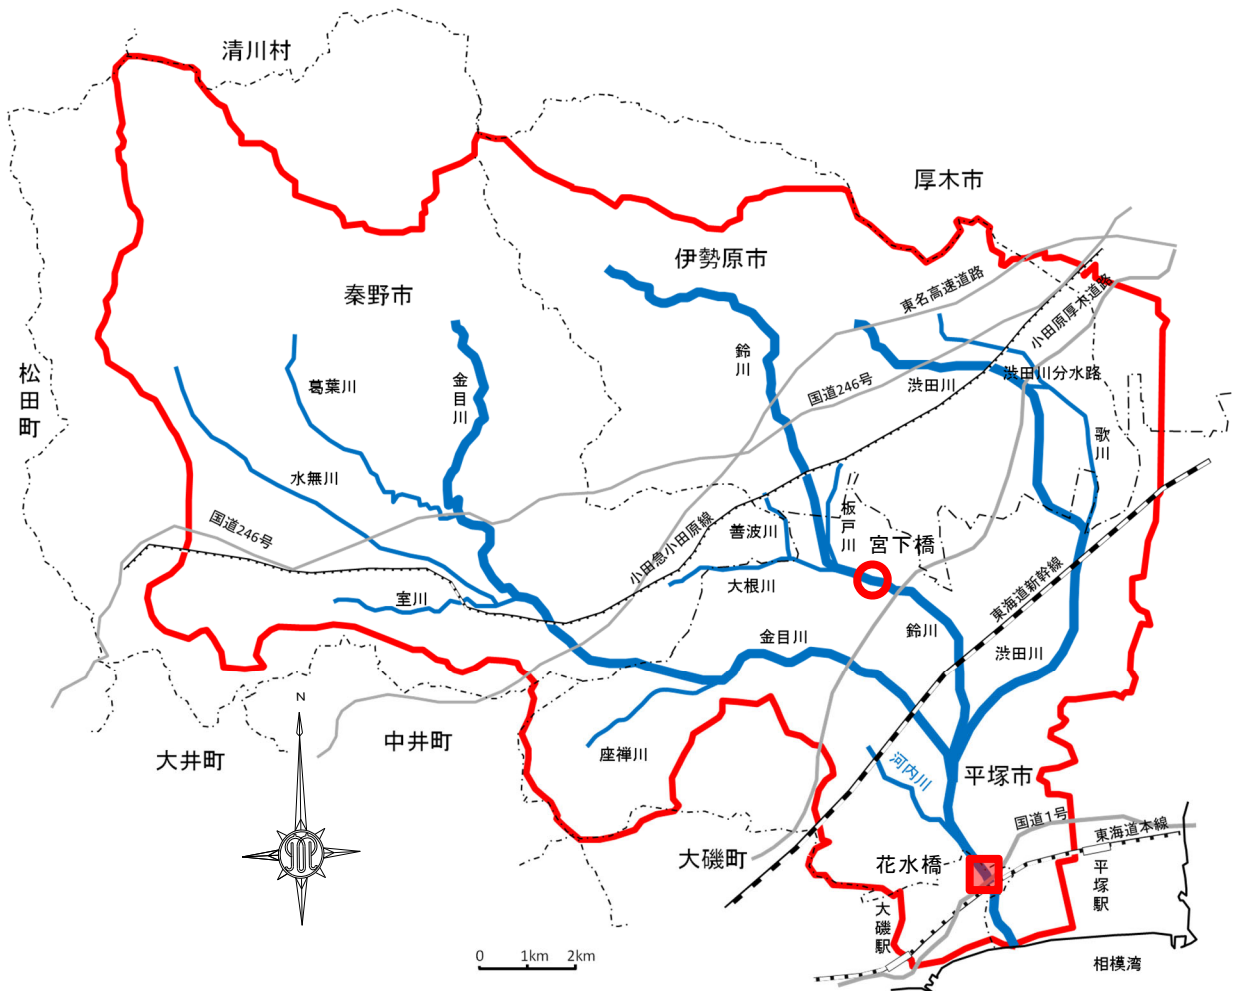 清川村
厚木市
伊勢原市
秦野市
東名高速道路
小田原厚木道路
松田町
葛葉川
金目川
鈴川
国道246号
渋田川
渋田川分水路
歌川
水無川
国道246号
小田急小田原線
善波川
板戸川
宮下橋
東海道新幹線
室川
大根川
金目川
鈴川
渋田川
N
大井町
中井町
座禅川
河内川
平塚市
国道1号
東海道本線
大磯町
花水橋
平塚駅
大磯駅
0 1km 2km
相模湾